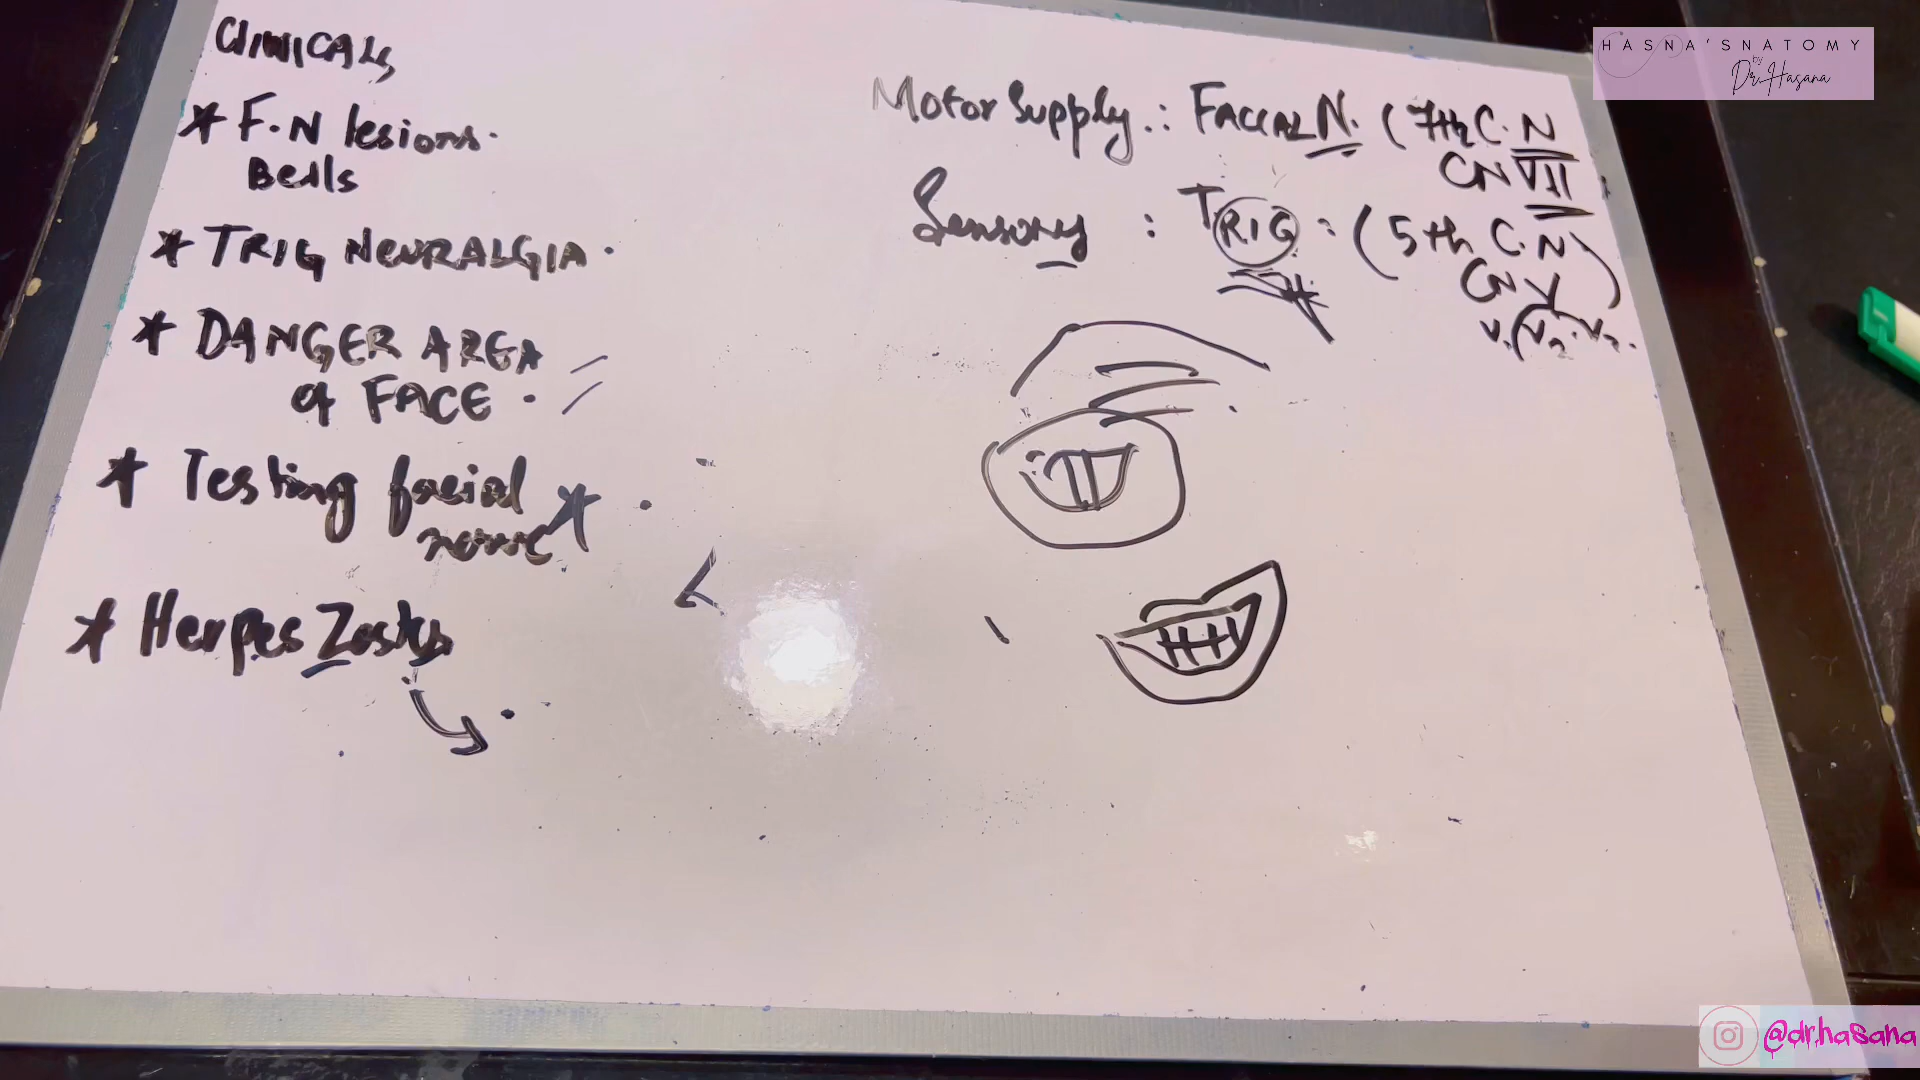 CliNiCALs
* F.N lesions.
Bells
* TRIG NeURALGIA.
* DANGER AREA
of FACE.
* Testing facial
nerve *
* Herpes Zoster
Motor Supply.: FACIAL N. (7th C.N
CN VII
Sensory : TRIG : (5th C.N)
CN V
V1 V2 V3.
HASNA'SNATOMY
by
Dr.Hasana
@dr.hasana